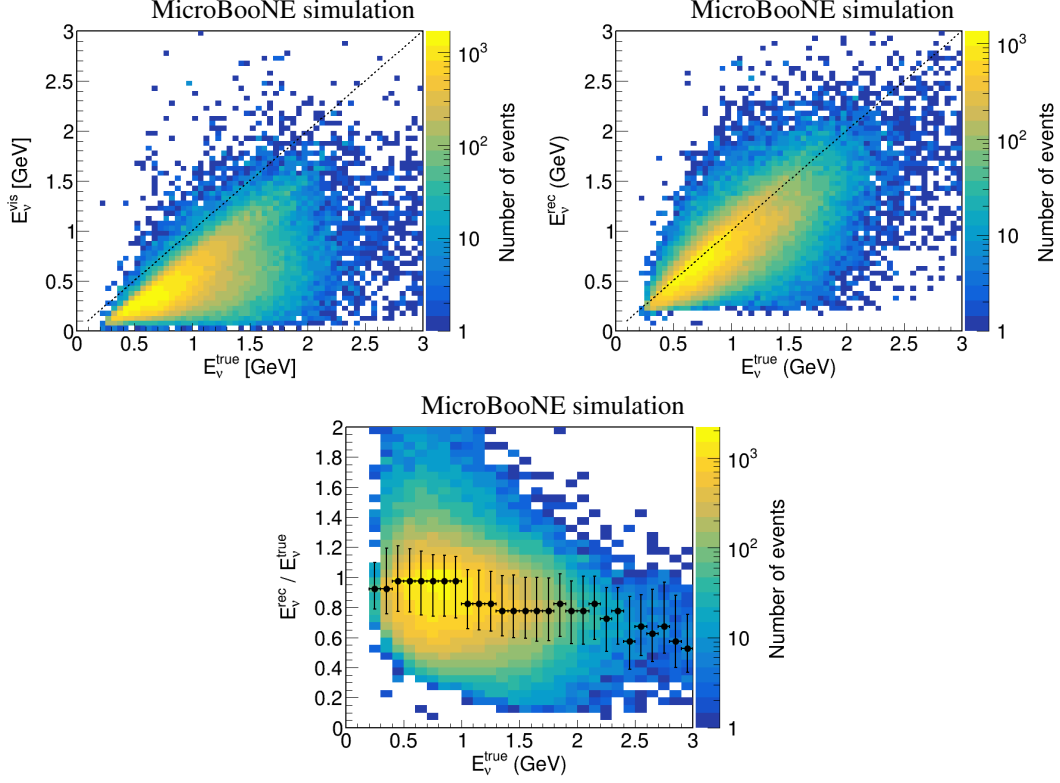 MicroBooNE simulation
E_ν^vis [GeV]
3
2.5
2
1.5
1
0.5
0
0 0.5 1 1.5 2 2.5 3
E_ν^true [GeV]
10³
10²
10
1
Number of events
MicroBooNE simulation
E_ν^rec (GeV)
3
2.5
2
1.5
1
0.5
0
0 0.5 1 1.5 2 2.5 3
E_ν^true (GeV)
10³
10²
10
1
Number of events
MicroBooNE simulation
E_ν^rec / E_ν^true
2
1.8
1.6
1.4
1.2
1
0.8
0.6
0.4
0.2
0
0 0.5 1 1.5 2 2.5 3
E_ν^true (GeV)
10³
10²
10
1
Number of events